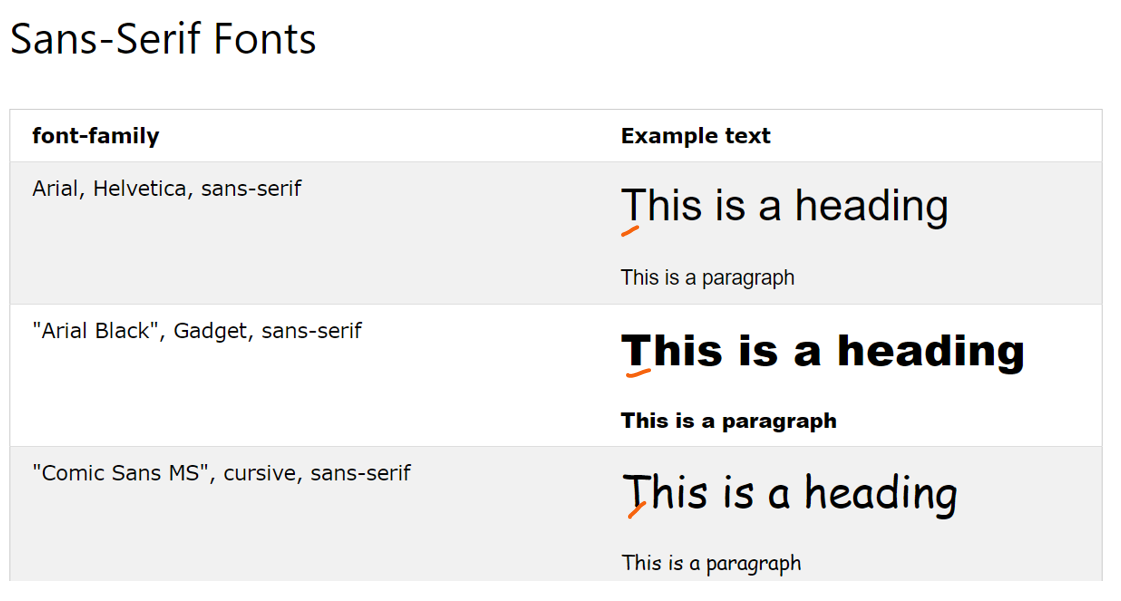 Sans-Serif Fonts
font-family Example text
Arial, Helvetica, sans-serif This is a heading
This is a paragraph
"Arial Black", Gadget, sans-serif This is a heading
This is a paragraph
"Comic Sans MS", cursive, sans-serif This is a heading
This is a paragraph